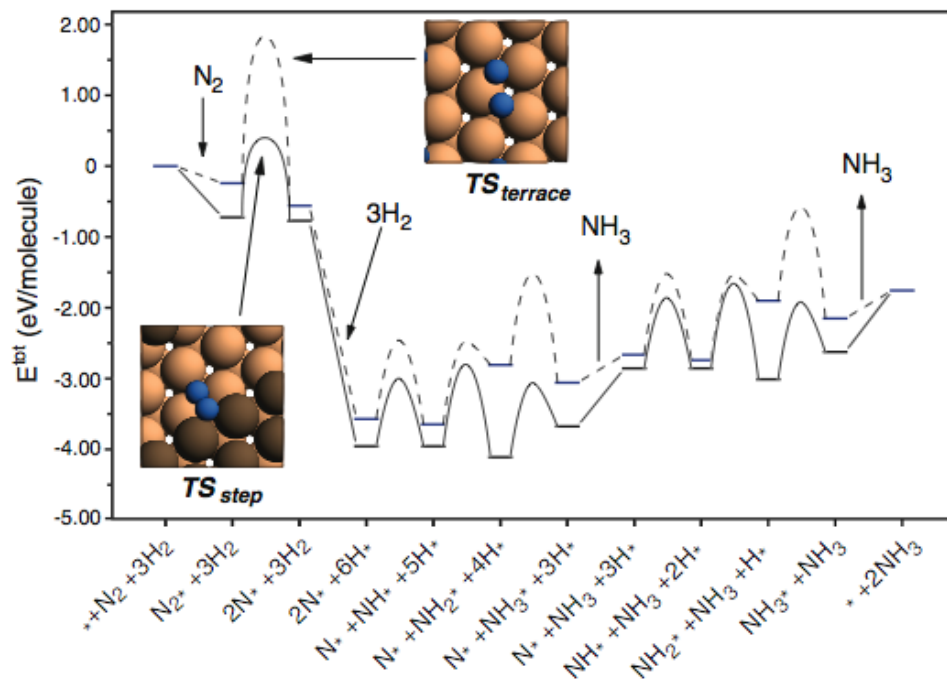 2.00
1.00
0
-1.00
-2.00
-3.00
-4.00
-5.00
E^tot (eV/molecule)
N₂
TS_terrace
3H₂
NH₃
NH₃
TS_step
* +N₂ +3H₂
N₂* +3H₂
2N* +3H₂
2N* +6H*
N* +NH* +5H*
N* +NH₂* +4H*
N* +NH₃* +3H*
N* +NH₃ +3H*
NH* +NH₃ +2H*
NH₂* +NH₃ +H*
NH₃* +NH₃
* +2NH₃